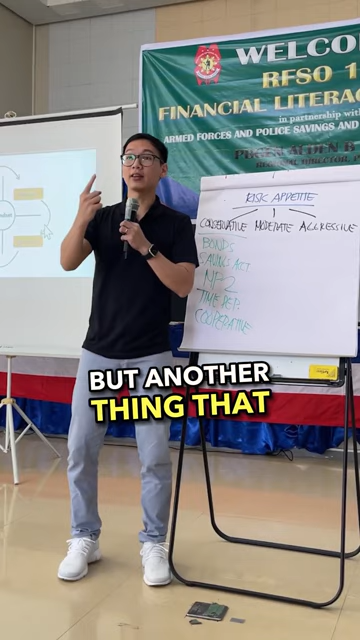 WELCO
RFSO 1
FINANCIAL LITERAC
in partnership wit
ARMED FORCES AND POLICE SAVINGS AND
RISK APPETITE
CONSERVATIVE MODERATE AGGRESSIVE
BONDS
SAVINGS ACCT.
MP2
TIME DEP.
COOPERATIVE
BUT ANOTHER
THING THAT